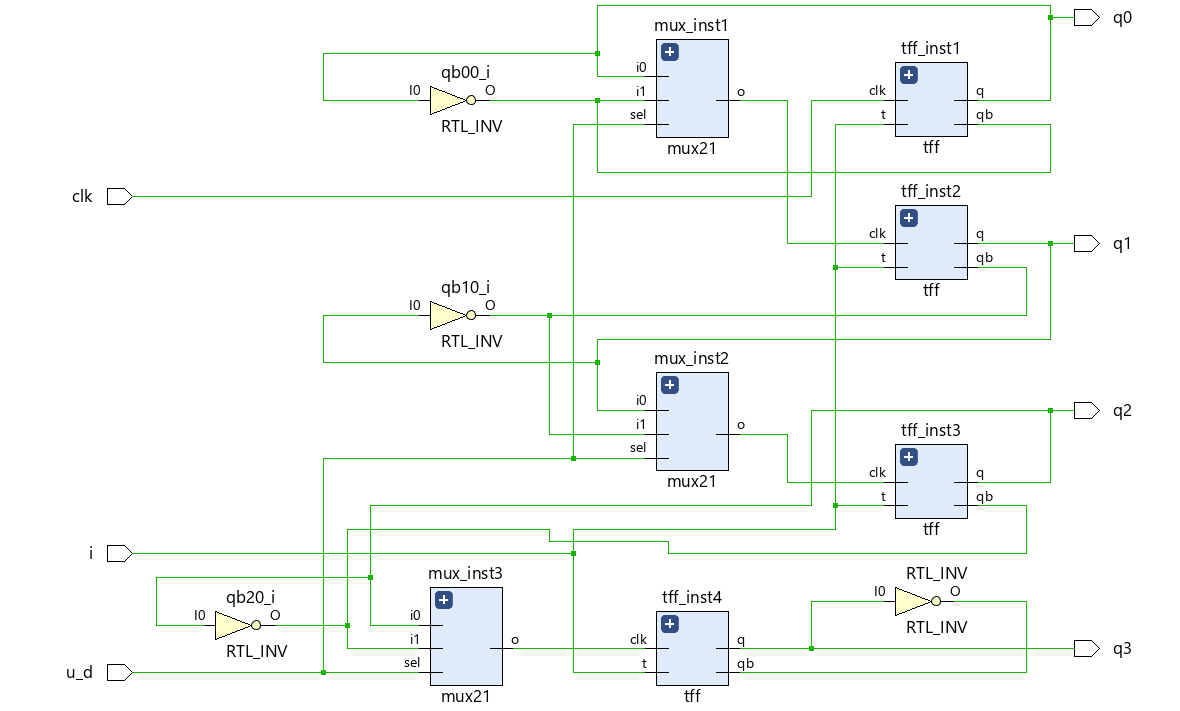 q0
mux_inst1
tff_inst1
i0
i1
sel
o
mux21
qb00_i
I0
O
RTL_INV
clk
t
q
qb
tff
clk
tff_inst2
clk
t
q
qb
tff
q1
qb10_i
I0
O
RTL_INV
mux_inst2
i0
i1
sel
o
mux21
q2
tff_inst3
clk
t
q
qb
tff
i
mux_inst3
i0
i1
sel
o
mux21
qb20_i
I0
O
RTL_INV
u_d
tff_inst4
clk
t
q
qb
tff
RTL_INV
I0
O
RTL_INV
q3